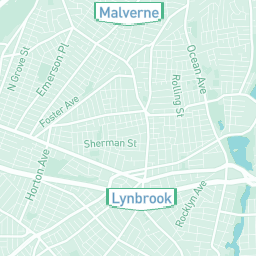 Malverne
N Grove St
Emerson Pl
Ocean Ave
Rolling St
Foster Ave
Sherman St
Horton Ave
Lynbrook
Rocklyn Ave